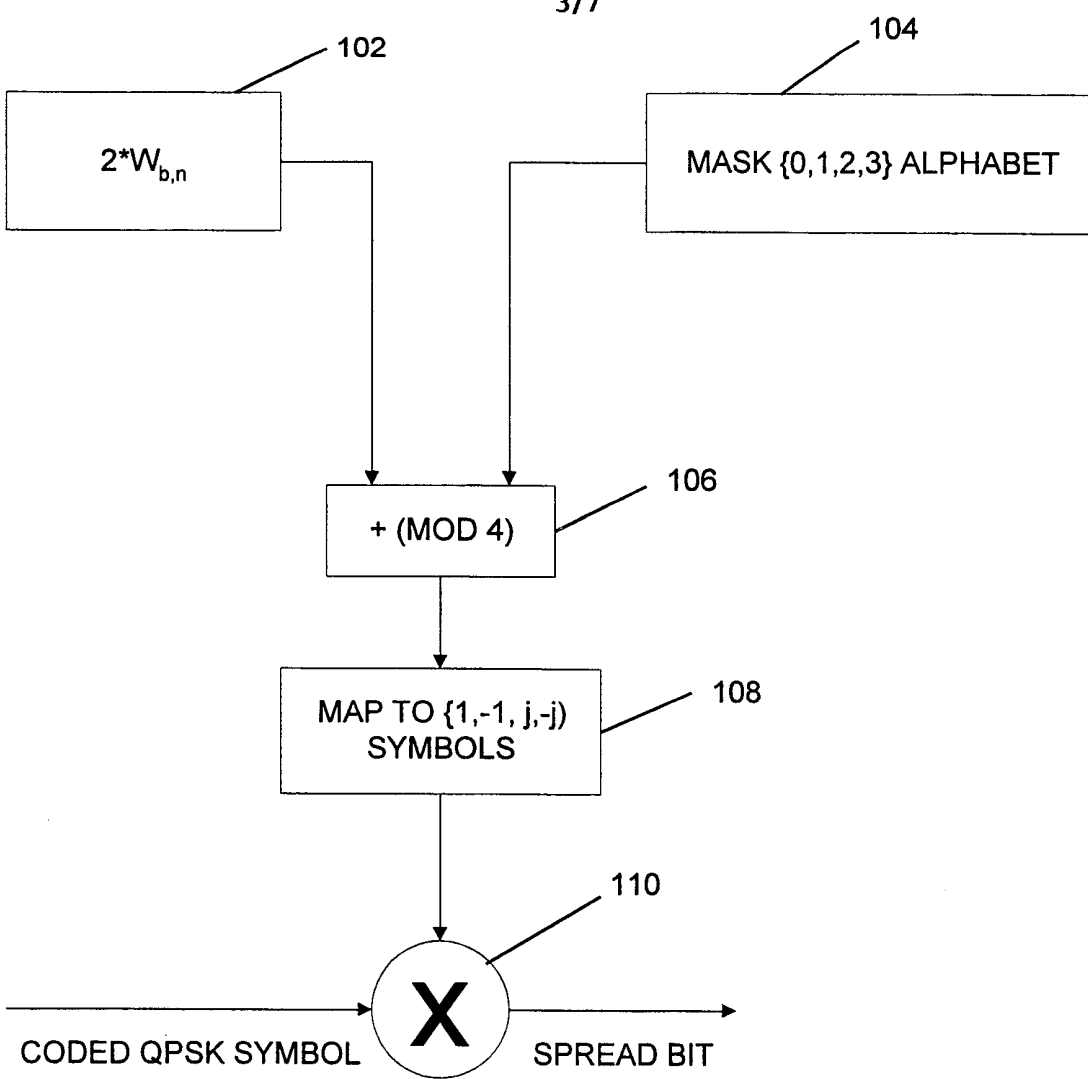 3/7
102
104
2*W_{b,n}
MASK {0,1,2,3} ALPHABET
106
+ (MOD 4)
108
MAP TO {1,-1, j,-j)
SYMBOLS
110
X
CODED QPSK SYMBOL
SPREAD BIT